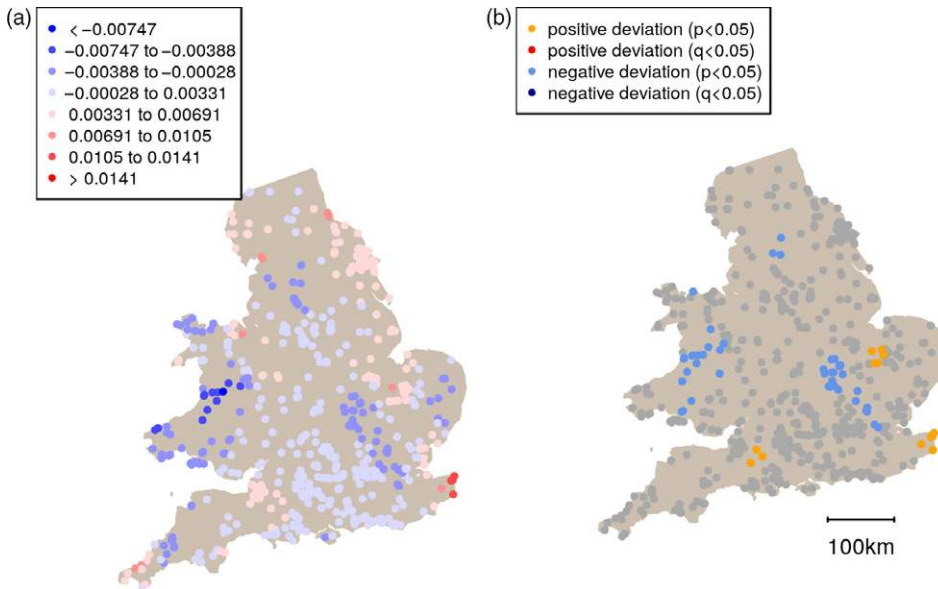 (a)
< −0.00747
−0.00747 to −0.00388
−0.00388 to −0.00028
−0.00028 to 0.00331
0.00331 to 0.00691
0.00691 to 0.0105
0.0105 to 0.0141
> 0.0141
(b)
positive deviation (p<0.05)
positive deviation (q<0.05)
negative deviation (p<0.05)
negative deviation (q<0.05)
100km